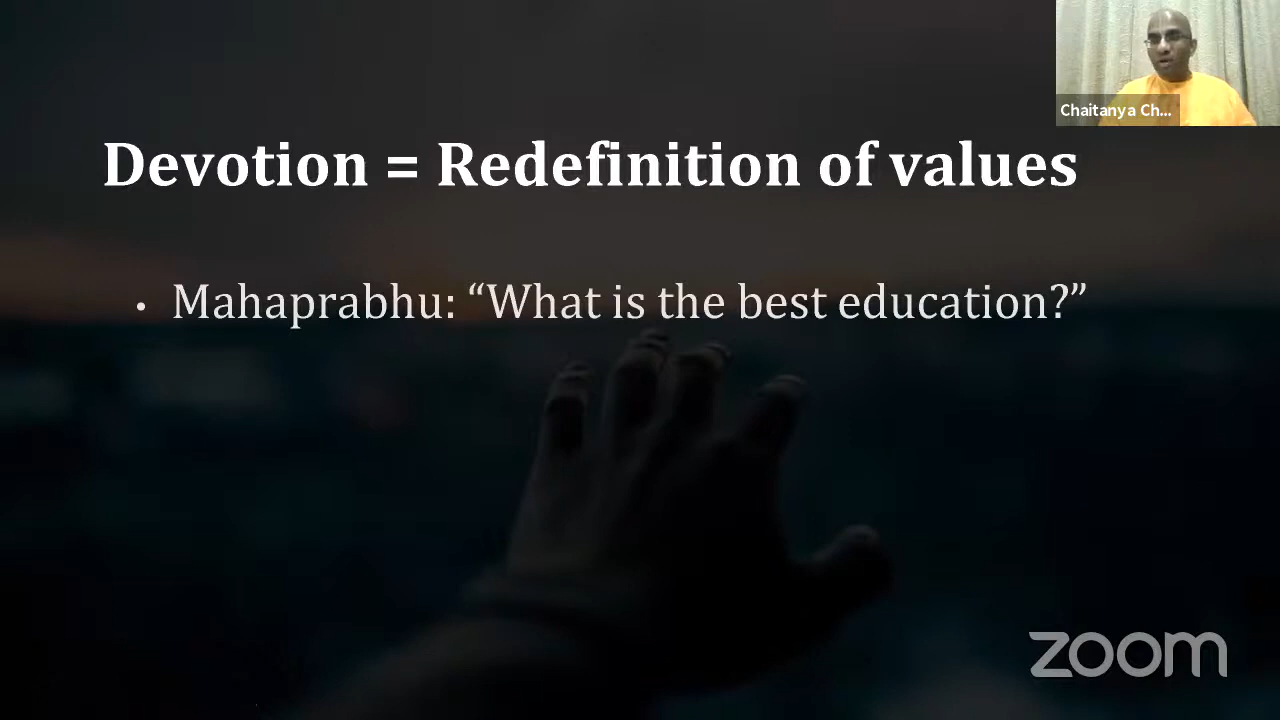 Chaitanya Ch...
Devotion = Redefinition of values
• Mahaprabhu: “What is the best education?”
zoom